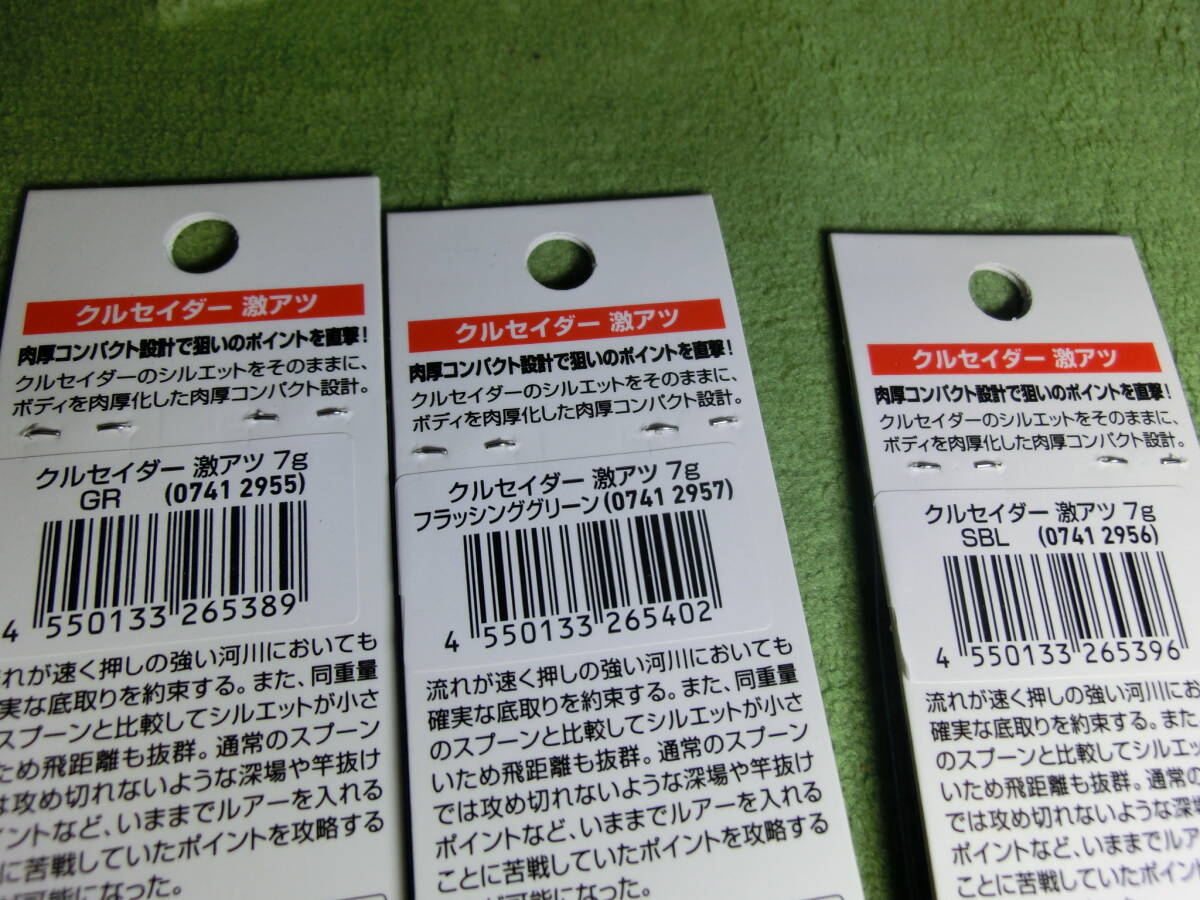 クルセイダー 激アツ
肉厚コンパクト設計で狙いのポイントを直撃!
クルセイダーのシルエットをそのままに、
ボディを肉厚化した肉厚コンパクト設計。
クルセイダー 激アツ 7g
GR (0741 2955)
4 550133 265389
れが速く押しの強い河川においても
実な底取りを約束する。また、同重量
スプーンと比較してシルエットが小さ
ため飛距離も抜群。通常のスプーン
は攻め切れないような深場や竿抜け
イントなど、いままでルアーを入れる
とに苦戦していたポイントを攻略する
が可能になった。
クルセイダー 激アツ
肉厚コンパクト設計で狙いのポイントを直撃!
クルセイダーのシルエットをそのままに、
ボディを肉厚化した肉厚コンパクト設計。
クルセイダー 激アツ 7g
フラッシンググリーン(0741 2957)
4 550133 265402
流れが速く押しの強い河川においても
確実な底取りを約束する。また、同重量
のスプーンと比較してシルエットが小さ
いため飛距離も抜群。通常のスプーン
では攻め切れないような深場や竿抜け
ポイントなど、いままでルアーを入れる
ことに苦戦していたポイントを攻略する
が可能になった。
クルセイダー 激アツ
肉厚コンパクト設計で狙いのポイントを直撃!
クルセイダーのシルエットをそのままに、
ボディを肉厚化した肉厚コンパクト設計。
クルセイダー 激アツ 7g
SBL (0741 2956)
4 550133 265396
流れが速く押しの強い河川にお
確実な底取りを約束する。また
のスプーンと比較してシルエッ
いため飛距離も抜群。通常の
では攻め切れないような深
ポイントなど、いままでルア
ことに苦戦していたポイン